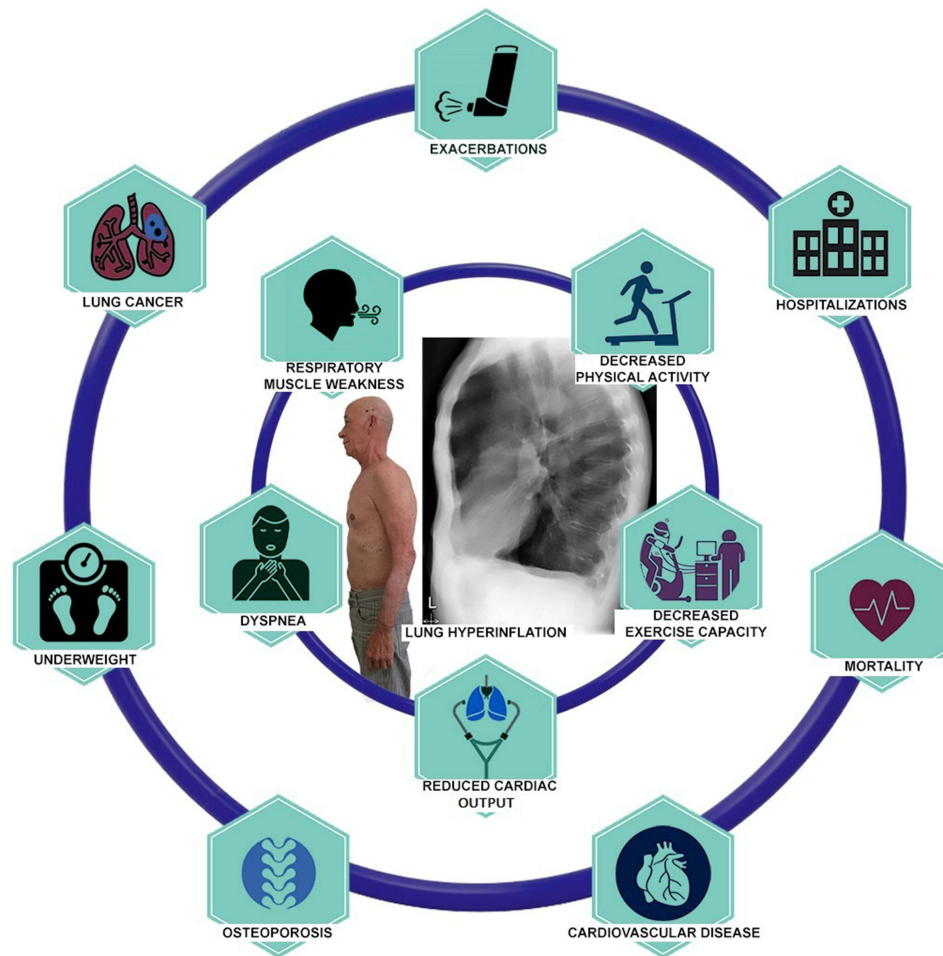 EXACERBATIONS
LUNG CANCER
HOSPITALIZATIONS
RESPIRATORY
MUSCLE WEAKNESS
DECREASED
PHYSICAL ACTIVITY
DYSPNEA
L
LUNG HYPERINFLATION
DECREASED
EXERCISE CAPACITY
UNDERWEIGHT
MORTALITY
REDUCED CARDIAC
OUTPUT
OSTEOPOROSIS
CARDIOVASCULAR DISEASE